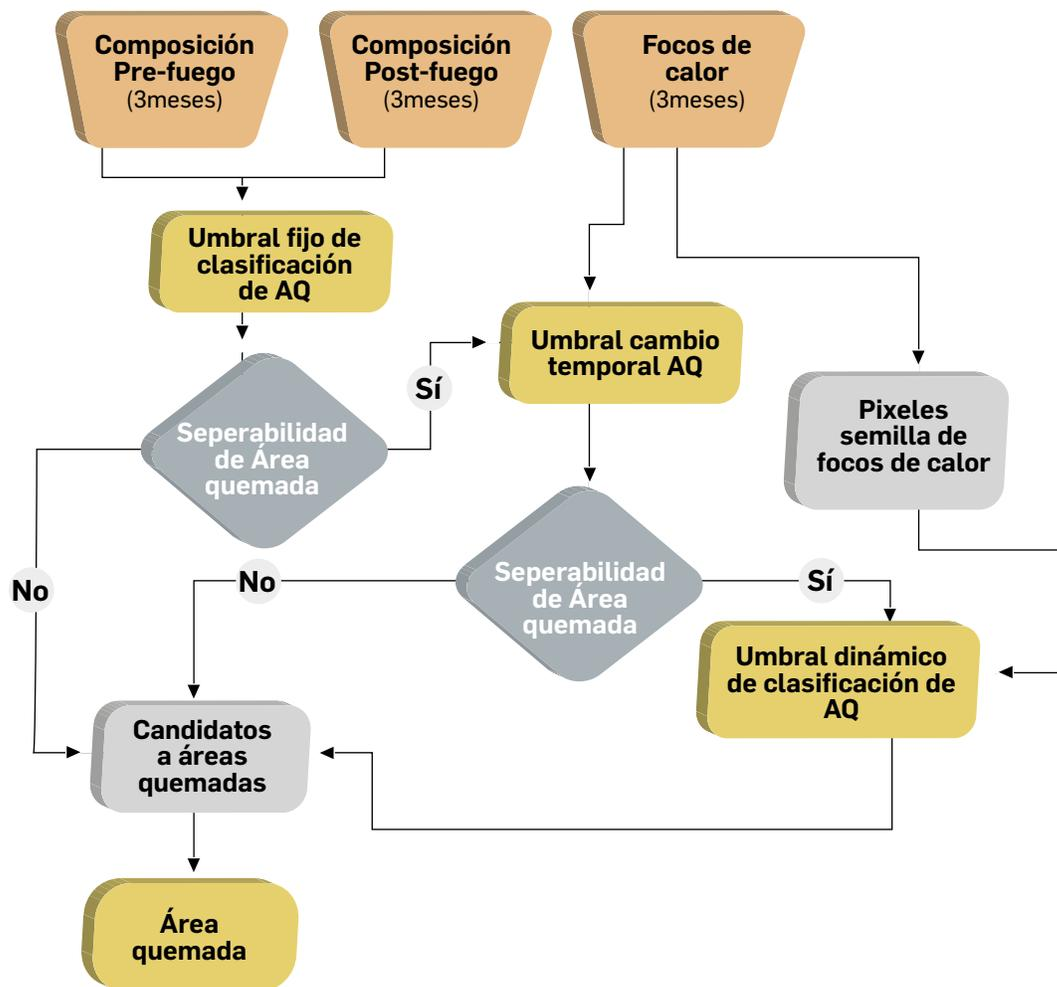 Composición
Pre-fuego
(3meses)
Composición
Post-fuego
(3meses)
Focos de
calor
(3meses)
Umbral fijo de
clasificación
de AQ
Umbral cambio
temporal AQ
Sí
Pixeles
semilla de
focos de calor
Seperabilidad
de Área
quemada
No
No
Seperabilidad
de Área
quemada
Sí
Umbral dinámico
de clasificación de
AQ
Candidatos
a áreas
quemadas
Área
quemada